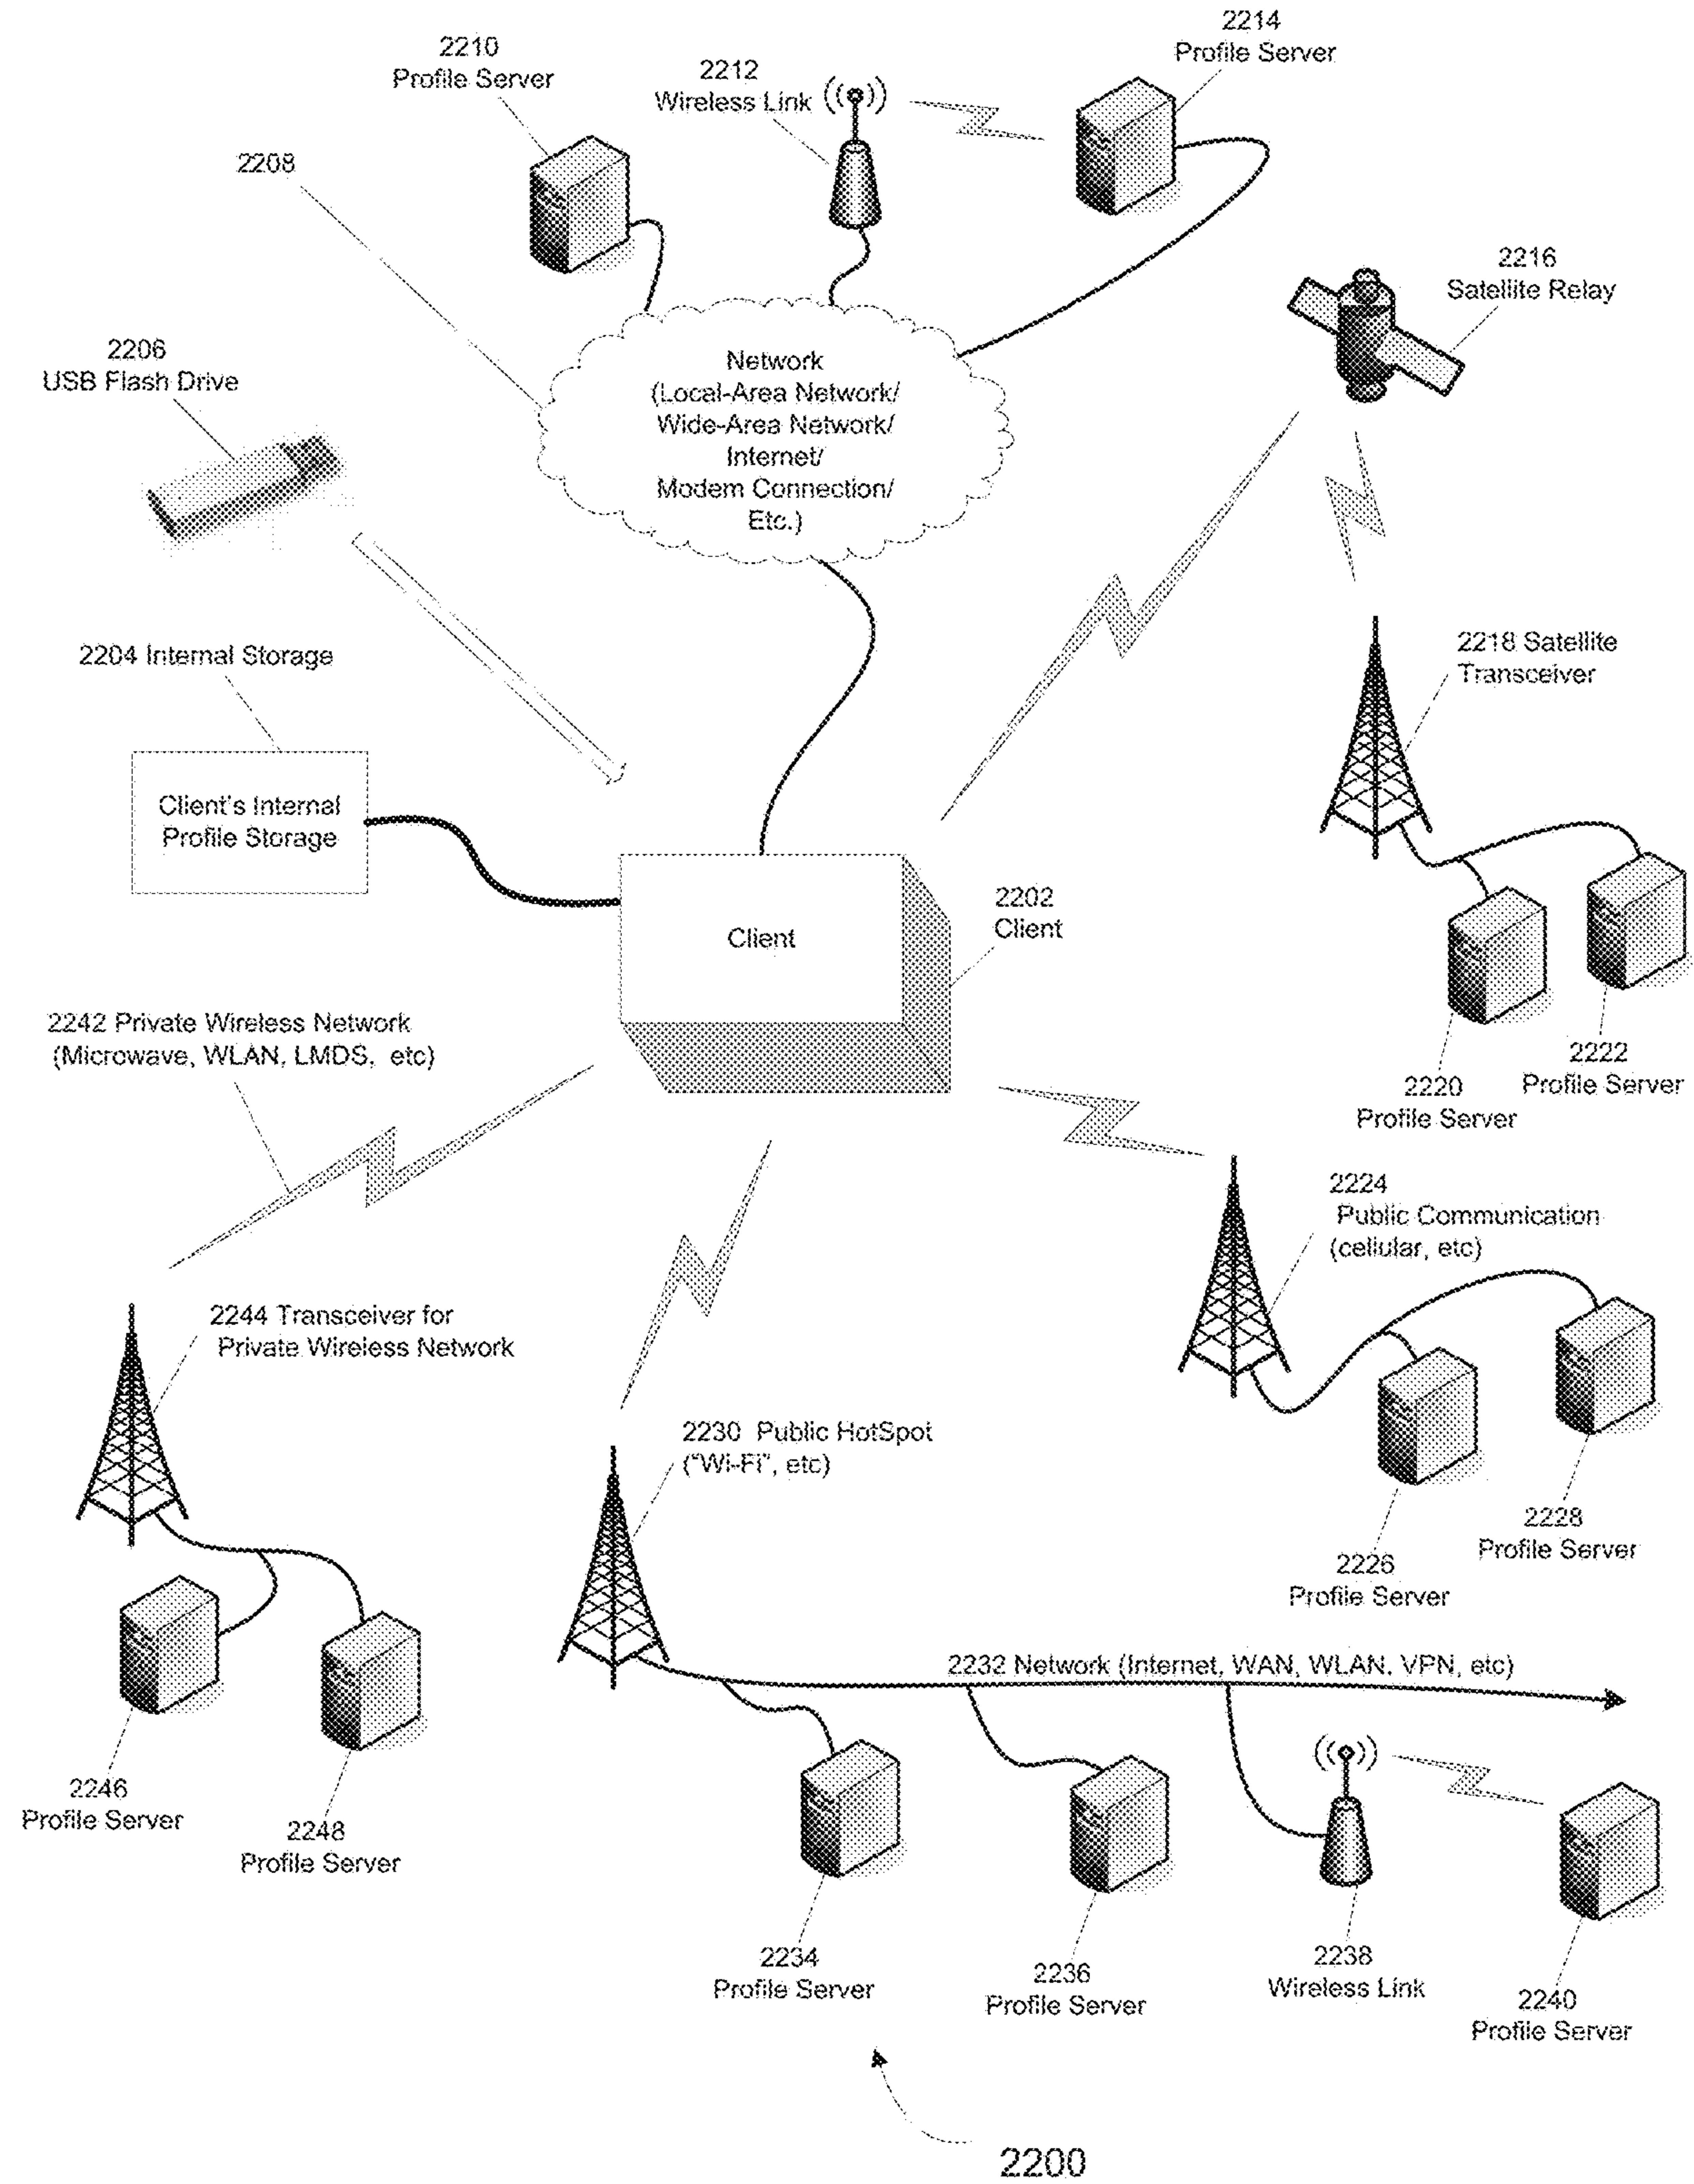 2210
Profile Server
2212
Wireless Link
2214
Profile Server
2208
2216
Satellite Relay
2206
USB Flash Drive
Network
(Local-Area Network/
Wide-Area Network/
Internet/
Modem Connection/
Etc.)
2204 Internal Storage
2218 Satellite
Transceiver
Client's Internal
Profile Storage
Client
2202
Client
2242 Private Wireless Network
(Microwave, WLAN, LMDS, etc)
2222
Profile Server
2220
Profile Server
2224
Public Communication
(cellular, etc)
2244 Transceiver for
Private Wireless Network
2230 Public HotSpot
("Wi-Fi", etc)
2228
Profile Server
2226
Profile Server
2232 Network (Internet, WAN, WLAN. VPN, etc)
2246
Profile Server
2248
Profile Server
2234
Profile Server
2236
Profile Server
2238
Wireless Link
2240
Profile Server
2200